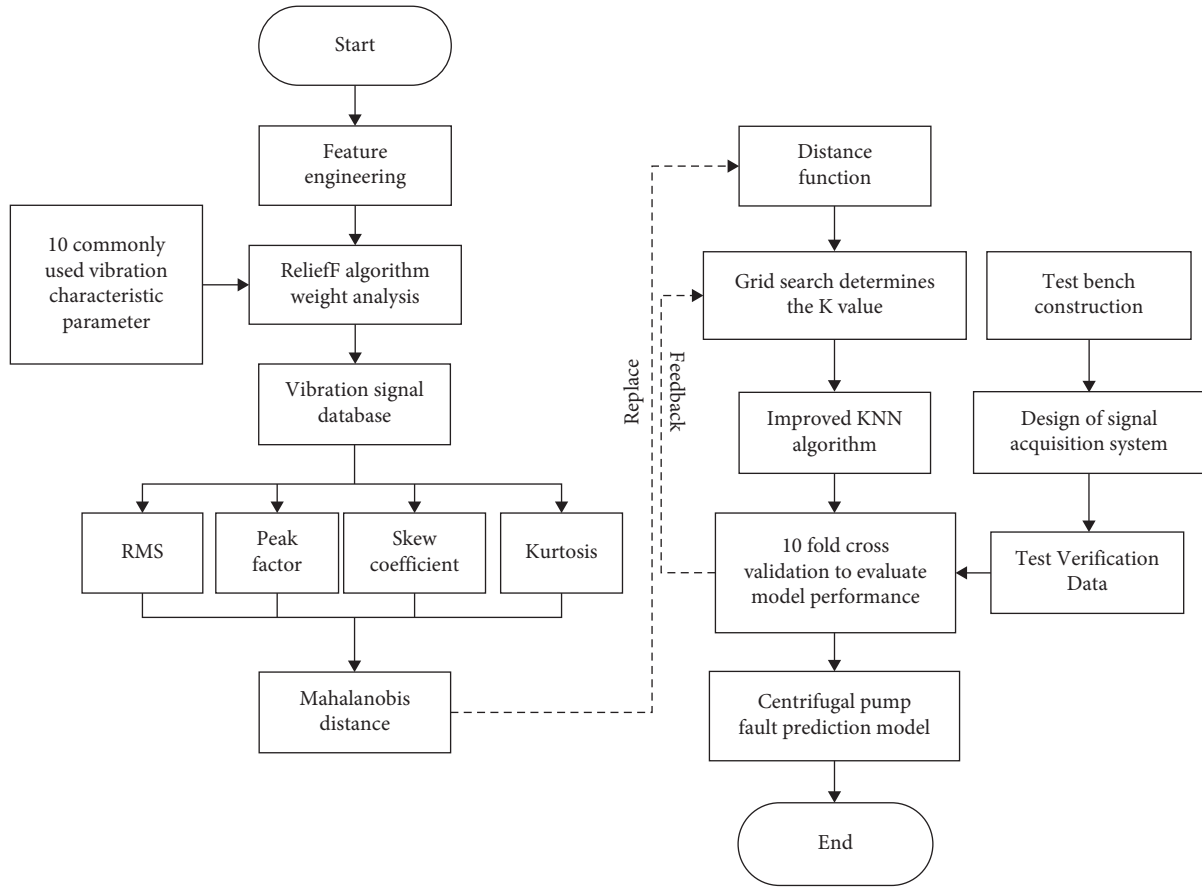 Start
Feature
engineering
10 commonly
used vibration
characteristic
parameter
ReliefF algorithm
weight analysis
Vibration signal
database
RMS
Peak
factor
Skew
coefficient
Kurtosis
Mahalanobis
distance
Replace
Feedback
Distance
function
Grid search determines
the K value
Improved KNN
algorithm
10 fold cross
validation to evaluate
model performance
Centrifugal pump
fault prediction model
End
Test bench
construction
Design of signal
acquisition system
Test Verification
Data